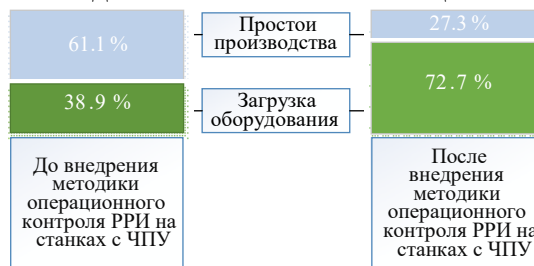 61.1 %
38.9 %
Простои
производства
Загрузка
оборудования
27.3 %
72.7 %
До внедрения
методики
операционного
контроля РРИ на
станках с ЧПУ
После
внедрения
методики
операционного
контроля РРИ на
станках с ЧПУ